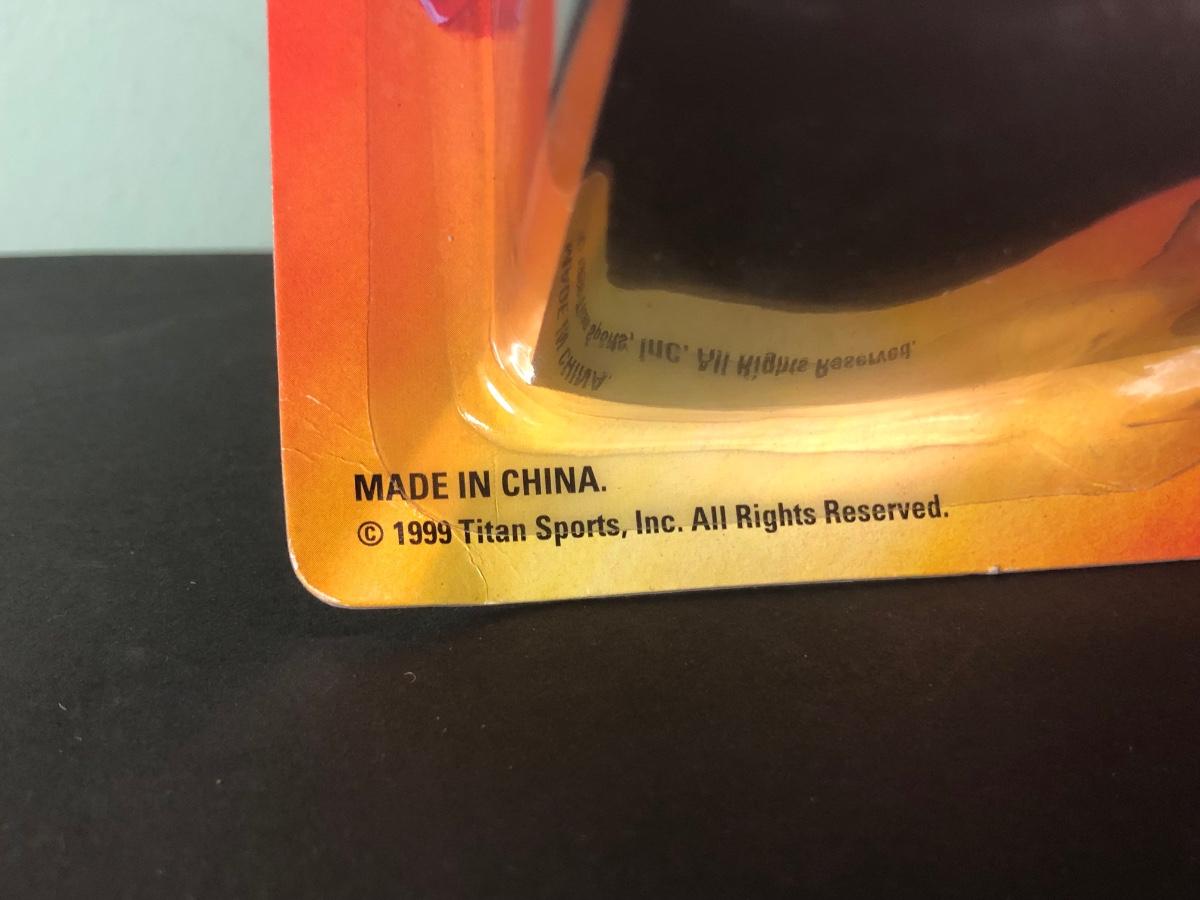 MADE IN CHINA.
© 1999 Titan Sports, Inc. All Rights Reserved.